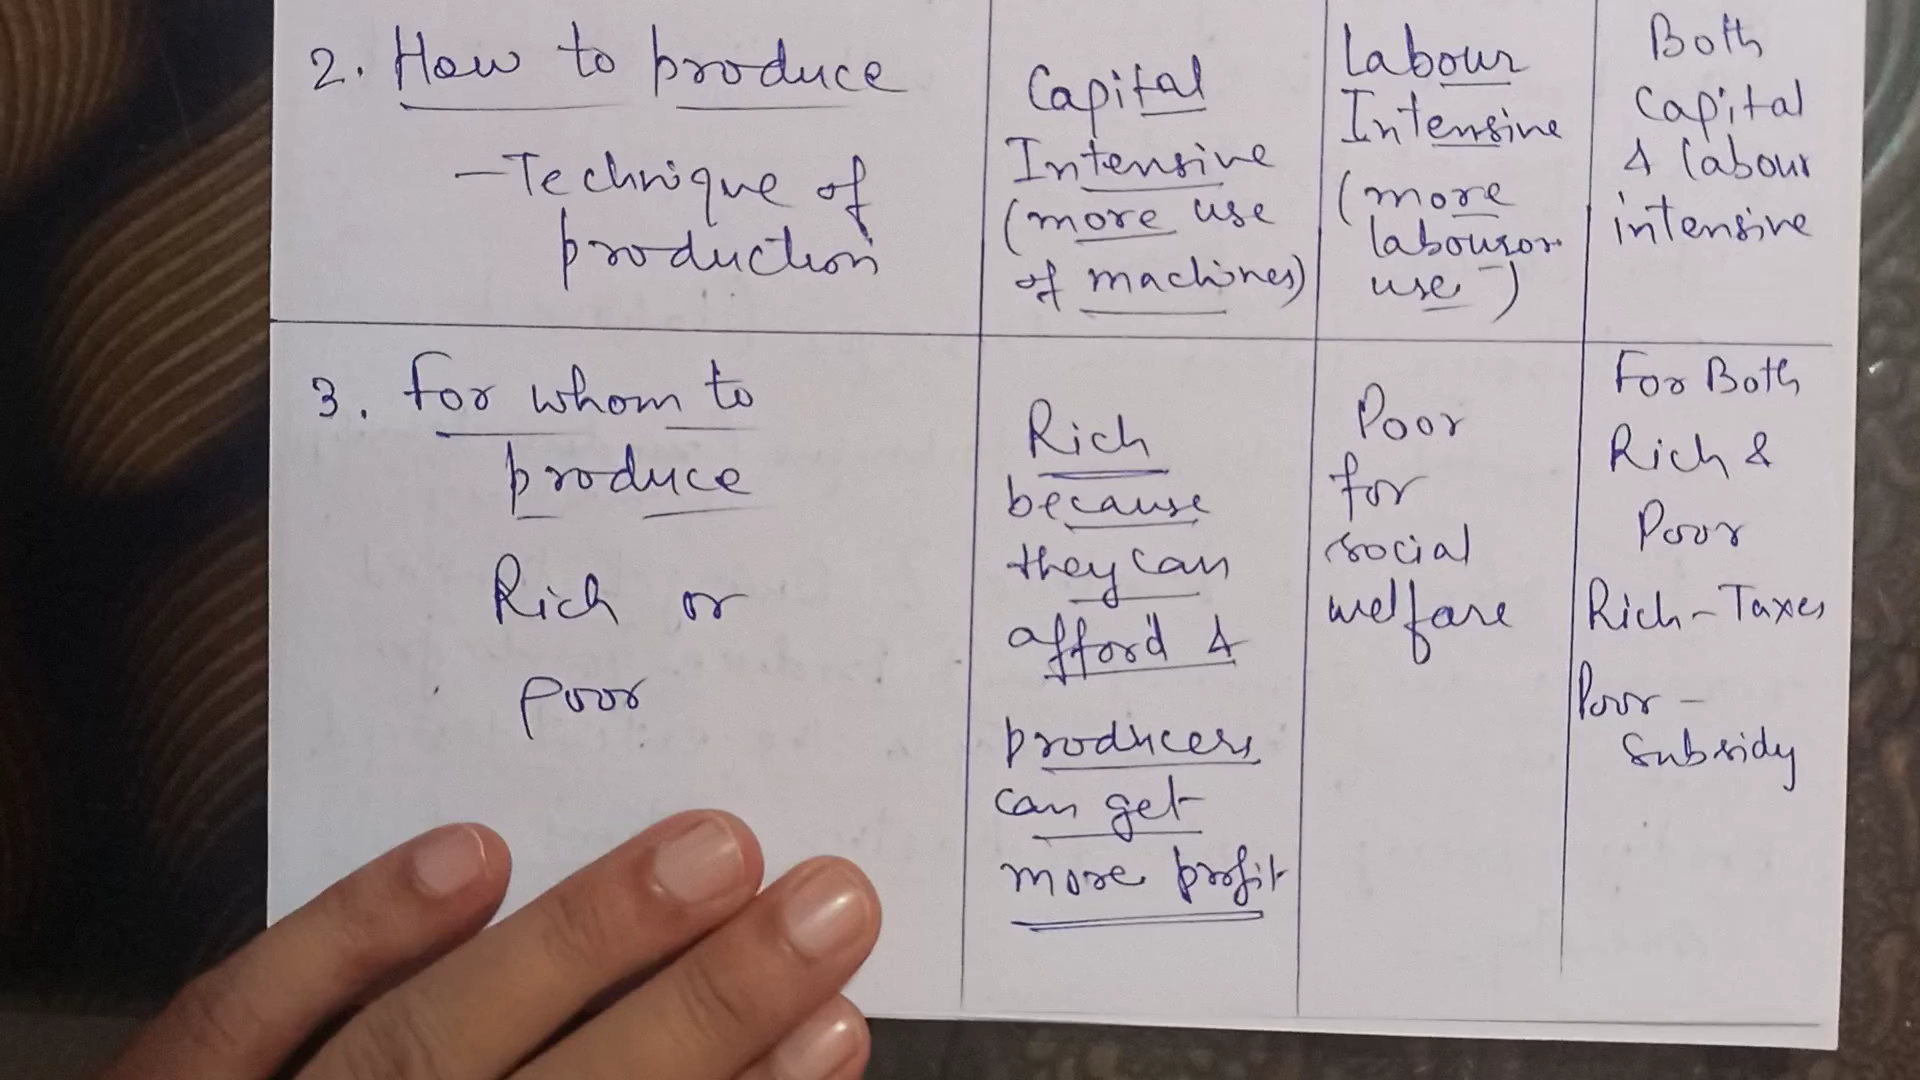 2. How to produce
- Technique of
production
Capital
Intensive
(more use
of machines)
Labour
Intensive
(more
labouror
use)
Both
Capital
& labour
intensive
3. For whom to
produce
Rich or
poor
Rich
because
they can
afford &
producers
can get
more profit
Poor
for
social
welfare
For Both
Rich &
Poor
Rich - Taxes
Poor -
Subsidy